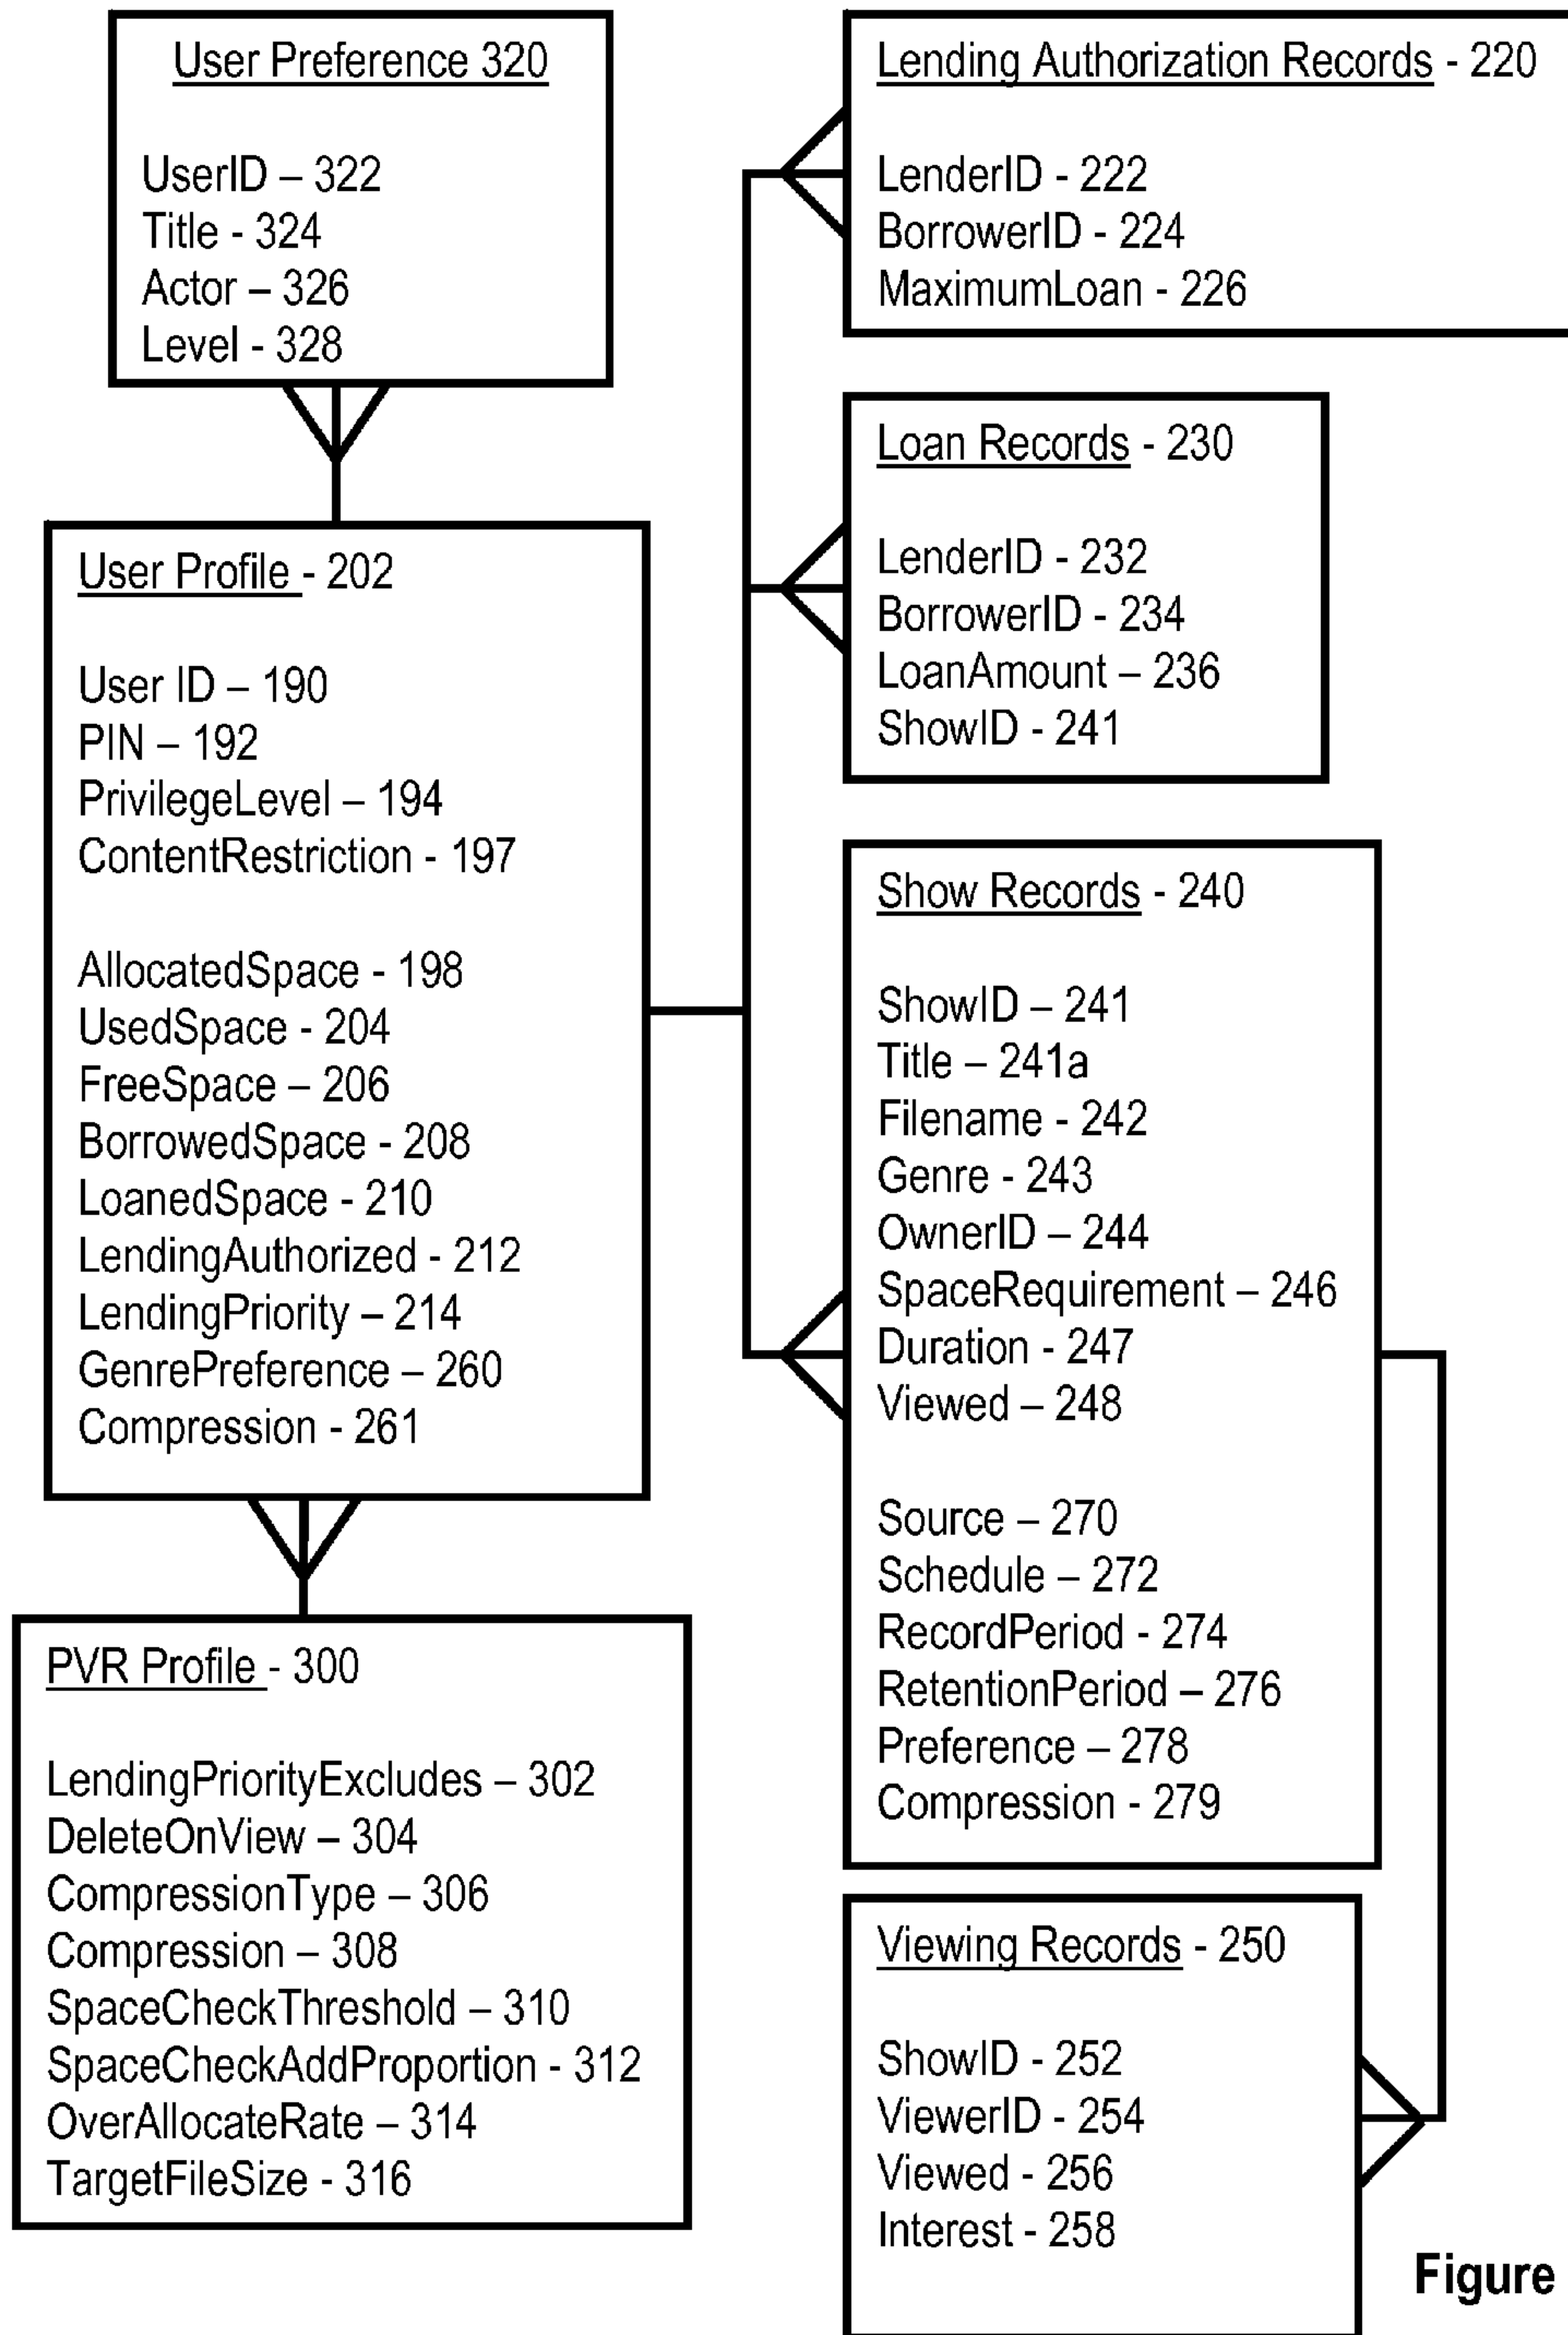 User Preference 320
UserID – 322
Title - 324
Actor – 326
Level - 328
User Profile - 202
User ID – 190
PIN – 192
PrivilegeLevel – 194
ContentRestriction - 197
AllocatedSpace - 198
UsedSpace - 204
FreeSpace – 206
BorrowedSpace - 208
LoanedSpace - 210
LendingAuthorized - 212
LendingPriority – 214
GenrePreference – 260
Compression - 261
PVR Profile - 300
LendingPriorityExcludes – 302
DeleteOnView – 304
CompressionType – 306
Compression – 308
SpaceCheckThreshold – 310
SpaceCheckAddProportion - 312
OverAllocateRate – 314
TargetFileSize - 316
Lending Authorization Records - 220
LenderID - 222
BorrowerID - 224
MaximumLoan - 226
Loan Records - 230
LenderID - 232
BorrowerID - 234
LoanAmount – 236
ShowID - 241
Show Records - 240
ShowID – 241
Title – 241a
Filename - 242
Genre - 243
OwnerID – 244
SpaceRequirement – 246
Duration - 247
Viewed – 248
Source – 270
Schedule – 272
RecordPeriod - 274
RetentionPeriod – 276
Preference – 278
Compression - 279
Viewing Records - 250
ShowID - 252
ViewerID - 254
Viewed - 256
Interest - 258
Figure